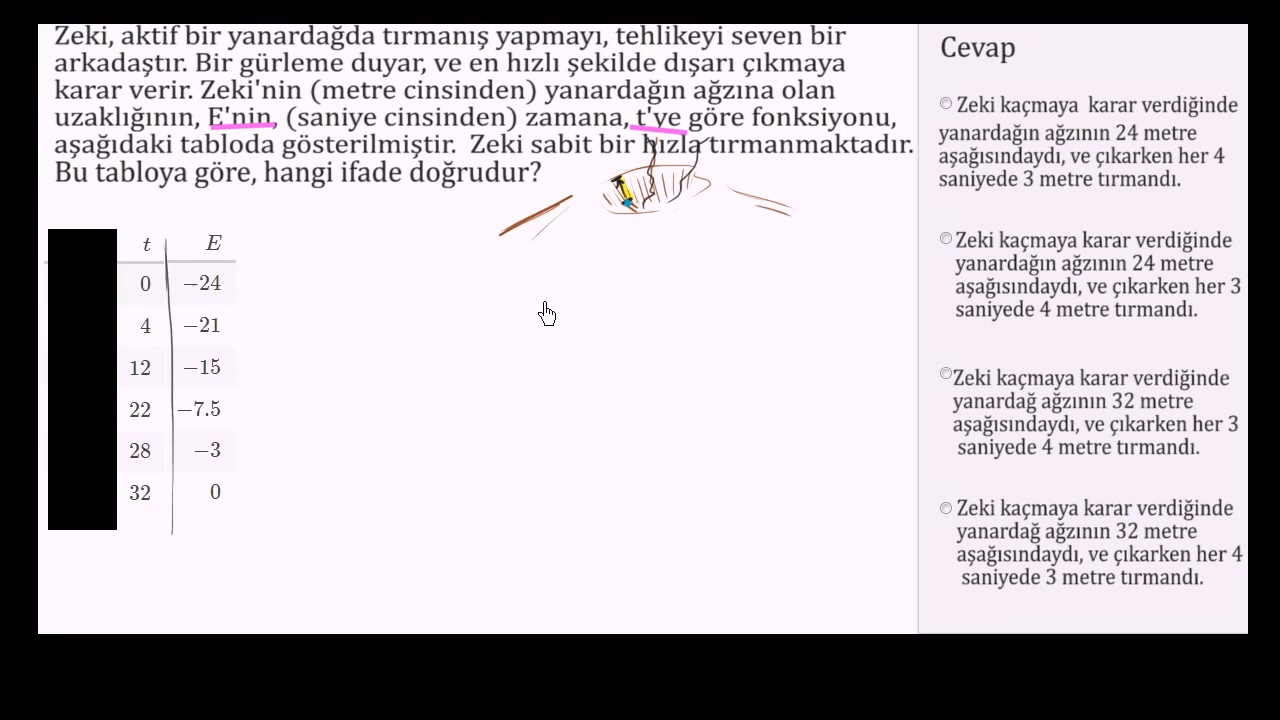 Zeki, aktif bir yanardağda tırmanış yapmayı, tehlikeyi seven bir
arkadaştır. Bir gürleme duyar, ve en hızlı şekilde dışarı çıkmaya
karar verir. Zeki'nin (metre cinsinden) yanardağın ağzına olan
uzaklığının, E'nin, (saniye cinsinden) zamana, t'ye göre fonksiyonu,
aşağıdaki tabloda gösterilmiştir. Zeki sabit bir hızla tırmanmaktadır.
Bu tabloya göre, hangi ifade doğrudur?
t E
0 −24
4 −21
12 −15
22 −7.5
28 −3
32 0
Cevap
Zeki kaçmaya karar verdiğinde
yanardağın ağzının 24 metre
aşağısındaydı, ve çıkarken her 4
saniyede 3 metre tırmandı.
Zeki kaçmaya karar verdiğinde
yanardağın ağzının 24 metre
aşağısındaydı, ve çıkarken her 3
saniyede 4 metre tırmandı.
Zeki kaçmaya karar verdiğinde
yanardağ ağzının 32 metre
aşağısındaydı, ve çıkarken her 3
saniyede 4 metre tırmandı.
Zeki kaçmaya karar verdiğinde
yanardağ ağzının 32 metre
aşağısındaydı, ve çıkarken her 4
saniyede 3 metre tırmandı.